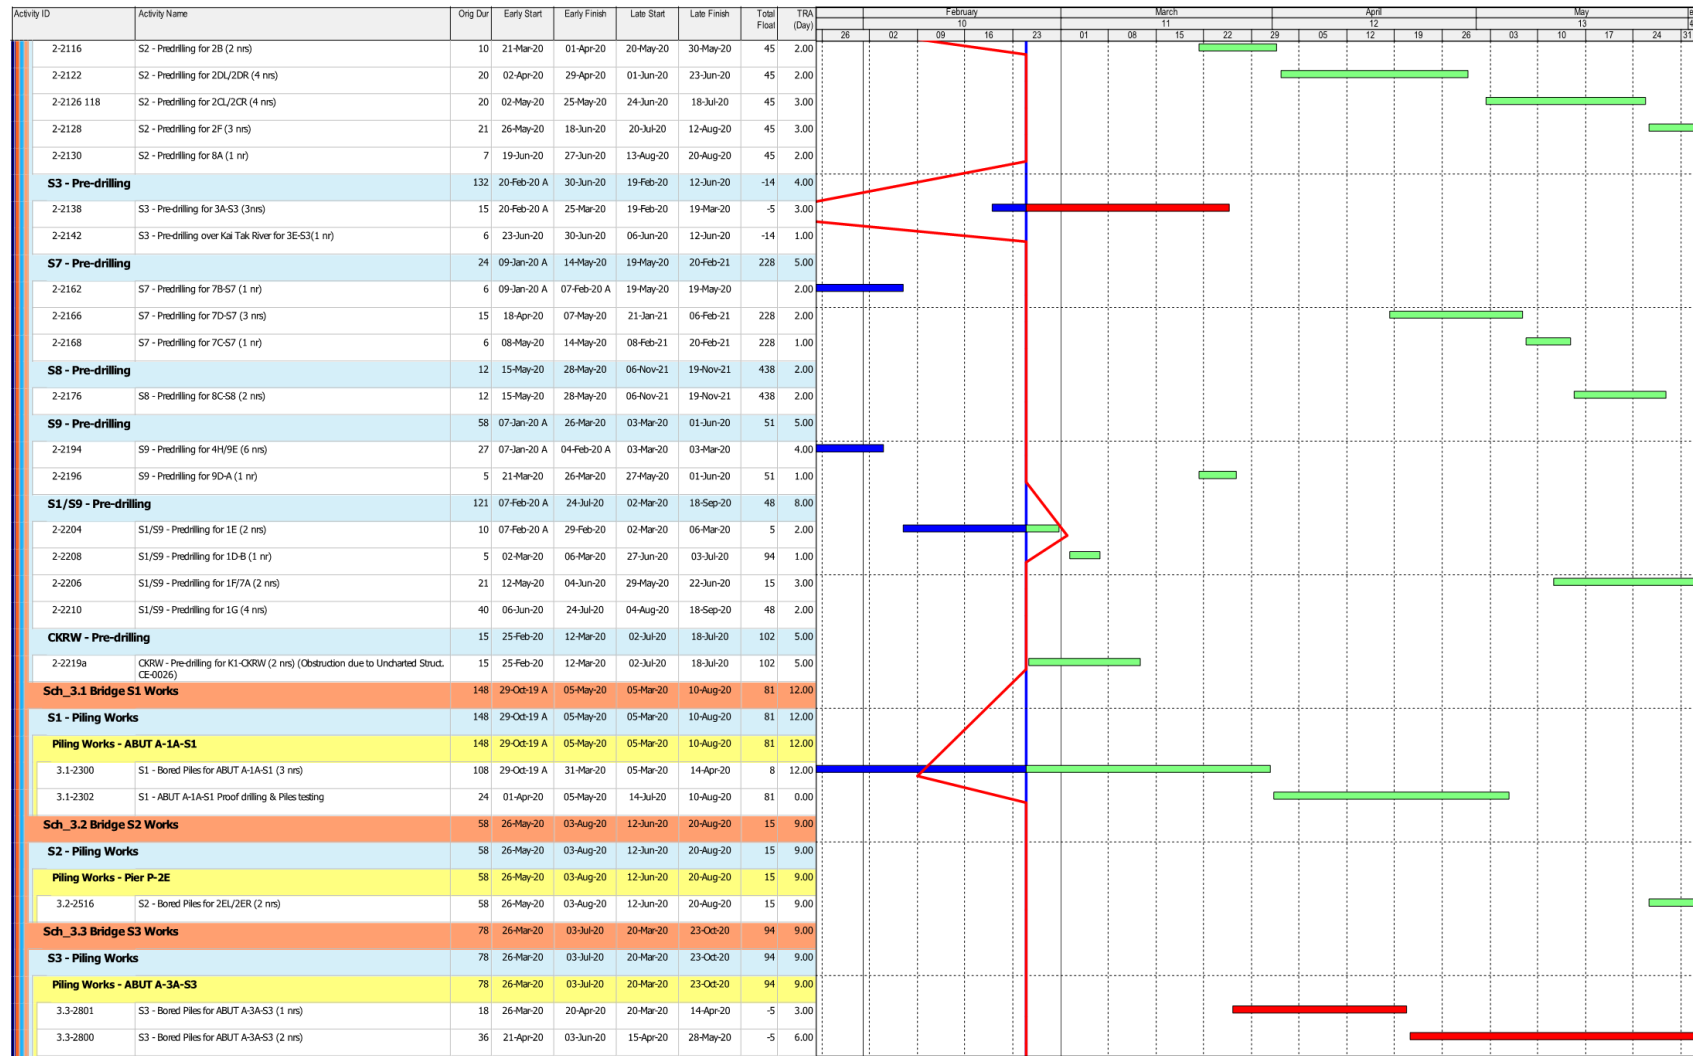 Activity ID Activity Name Orig Dur Early Start Early Finish Late Start Late Finish Total Float TRA (Day)
February March April May
10 11 12 13
26 02 09 16 23 01 08 15 22 29 05 12 19 26 03 10 17 24 31
2-2116 S2 - Predrilling for 2B (2 nrs) 10 21-Mar-20 01-Apr-20 20-May-20 30-May-20 45 2.00
2-2122 S2 - Predrilling for 2DL/2DR (4 nrs) 20 02-Apr-20 29-Apr-20 01-Jun-20 23-Jun-20 45 2.00
2-2126 118 S2 - Predrilling for 2CL/2CR (4 nrs) 20 02-May-20 25-May-20 24-Jun-20 18-Jul-20 45 3.00
2-2128 S2 - Predrilling for 2F (3 nrs) 21 26-May-20 18-Jun-20 20-Jul-20 12-Aug-20 45 3.00
2-2130 S2 - Predrilling for 8A (1 nr) 7 19-Jun-20 27-Jun-20 13-Aug-20 20-Aug-20 45 2.00
S3 - Pre-drilling 132 20-Feb-20 A 30-Jun-20 19-Feb-20 12-Jun-20 -14 4.00
2-2138 S3 - Pre-drilling for 3A-S3 (3nrs) 15 20-Feb-20 A 25-Mar-20 19-Feb-20 19-Mar-20 -5 3.00
2-2142 S3 - Pre-drilling over Kai Tak River for 3E-S3(1 nr) 6 23-Jun-20 30-Jun-20 06-Jun-20 12-Jun-20 -14 1.00
S7 - Pre-drilling 24 09-Jan-20 A 14-May-20 19-May-20 20-Feb-21 228 5.00
2-2162 S7 - Predrilling for 7B-S7 (1 nr) 6 09-Jan-20 A 07-Feb-20 A 19-May-20 19-May-20 2.00
2-2166 S7 - Predrilling for 7D-S7 (3 nrs) 15 18-Apr-20 07-May-20 21-Jan-21 06-Feb-21 228 2.00
2-2168 S7 - Predrilling for 7C-S7 (1 nr) 6 08-May-20 14-May-20 08-Feb-21 20-Feb-21 228 1.00
S8 - Pre-drilling 12 15-May-20 28-May-20 06-Nov-21 19-Nov-21 438 2.00
2-2176 S8 - Predrilling for 8C-S8 (2 nrs) 12 15-May-20 28-May-20 06-Nov-21 19-Nov-21 438 2.00
S9 - Pre-drilling 58 07-Jan-20 A 26-Mar-20 03-Mar-20 01-Jun-20 51 5.00
2-2194 S9 - Predrilling for 4H/9E (6 nrs) 27 07-Jan-20 A 04-Feb-20 A 03-Mar-20 03-Mar-20 4.00
2-2196 S9 - Predrilling for 9D-A (1 nr) 5 21-Mar-20 26-Mar-20 27-May-20 01-Jun-20 51 1.00
S1/S9 - Pre-drilling 121 07-Feb-20 A 24-Jul-20 02-Mar-20 18-Sep-20 48 8.00
2-2204 S1/S9 - Predrilling for 1E (2 nrs) 10 07-Feb-20 A 29-Feb-20 02-Mar-20 06-Mar-20 5 2.00
2-2208 S1/S9 - Predrilling for 1D-B (1 nr) 5 02-Mar-20 06-Mar-20 27-Jun-20 03-Jul-20 94 1.00
2-2206 S1/S9 - Predrilling for 1F/7A (2 nrs) 21 12-May-20 04-Jun-20 29-May-20 22-Jun-20 15 3.00
2-2210 S1/S9 - Predrilling for 1G (4 nrs) 40 06-Jun-20 24-Jul-20 04-Aug-20 18-Sep-20 48 2.00
CKRW - Pre-drilling 15 25-Feb-20 12-Mar-20 02-Jul-20 18-Jul-20 102 5.00
2-2219a CKRW - Pre-drilling for K1-CKRW (2 nrs) (Obstruction due to Uncharted Struct. 15 25-Feb-20 12-Mar-20 02-Jul-20 18-Jul-20 102 5.00
CE-0026)
Sch_3.1 Bridge S1 Works 148 29-Oct-19 A 05-May-20 05-Mar-20 10-Aug-20 81 12.00
S1 - Piling Works 148 29-Oct-19 A 05-May-20 05-Mar-20 10-Aug-20 81 12.00
Piling Works - ABUT A-1A-S1 148 29-Oct-19 A 05-May-20 05-Mar-20 10-Aug-20 81 12.00
3.1-2300 S1 - Bored Piles for ABUT A-1A-S1 (3 nrs) 108 29-Oct-19 A 31-Mar-20 05-Mar-20 14-Apr-20 8 12.00
3.1-2302 S1 - ABUT A-1A-S1 Proof drilling & Piles testing 24 01-Apr-20 05-May-20 14-Jul-20 10-Aug-20 81 0.00
Sch_3.2 Bridge S2 Works 58 26-May-20 03-Aug-20 12-Jun-20 20-Aug-20 15 9.00
S2 - Piling Works 58 26-May-20 03-Aug-20 12-Jun-20 20-Aug-20 15 9.00
Piling Works - Pier P-2E 58 26-May-20 03-Aug-20 12-Jun-20 20-Aug-20 15 9.00
3.2-2516 S2 - Bored Piles for 2EL/2ER (2 nrs) 58 26-May-20 03-Aug-20 12-Jun-20 20-Aug-20 15 9.00
Sch_3.3 Bridge S3 Works 78 26-Mar-20 03-Jul-20 20-Mar-20 23-Oct-20 94 9.00
S3 - Piling Works 78 26-Mar-20 03-Jul-20 20-Mar-20 23-Oct-20 94 9.00
Piling Works - ABUT A-3A-S3 78 26-Mar-20 03-Jul-20 20-Mar-20 23-Oct-20 94 9.00
3.3-2801 S3 - Bored Piles for ABUT A-3A-S3 (1 nrs) 18 26-Mar-20 20-Apr-20 20-Mar-20 14-Apr-20 -5 3.00
3.3-2800 S3 - Bored Piles for ABUT A-3A-S3 (2 nrs) 36 21-Apr-20 03-Jun-20 15-Apr-20 28-May-20 -5 6.00